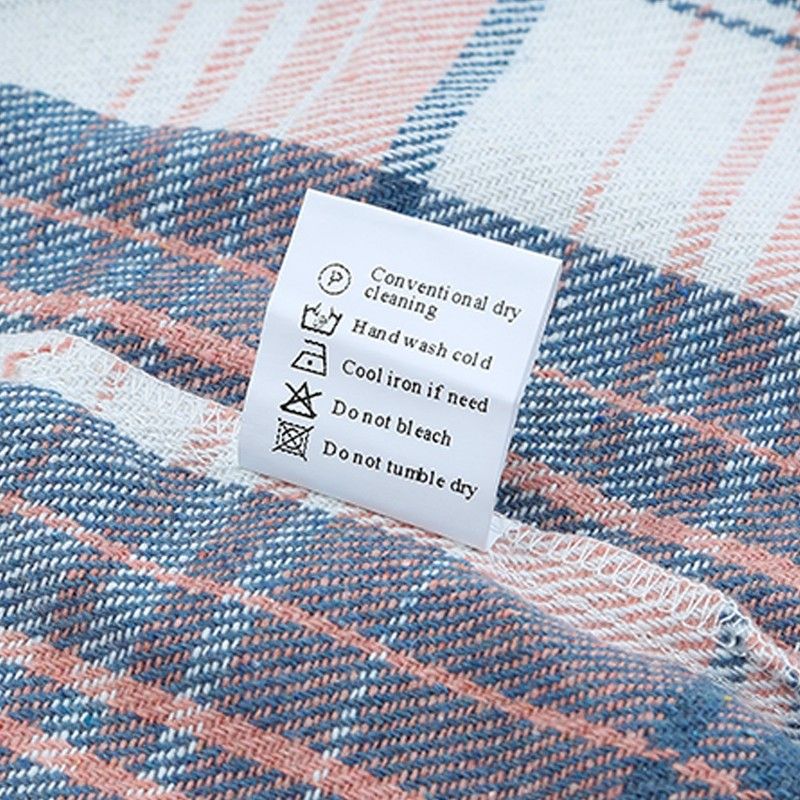 P Conventional dry
cleaning
Hand wash cold
Cool iron if need
Do not bleach
Do not tumble dry